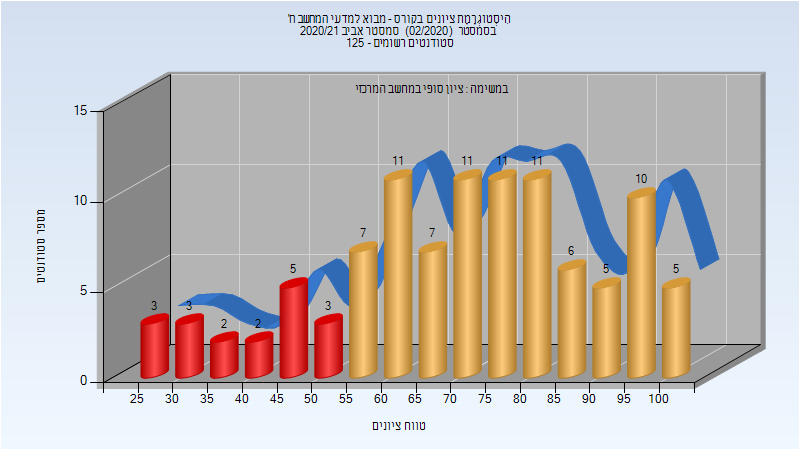 היסטוגרמת ציונים בקורס - מבוא למדעי המחשב ח'
בסמסטר (02/2020) סמסטר אביב 2020/21
סטודנטים רשומים - 125
במשימה : ציון סופי במחשב המרכזי
15
10
5
0
מספר סטודנטים
3
3
2
2
5
3
7
11
7
11
11
11
6
5
10
5
25 30 35 40 45 50 55 60 65 70 75 80 85 90 95 100
טווח ציונים